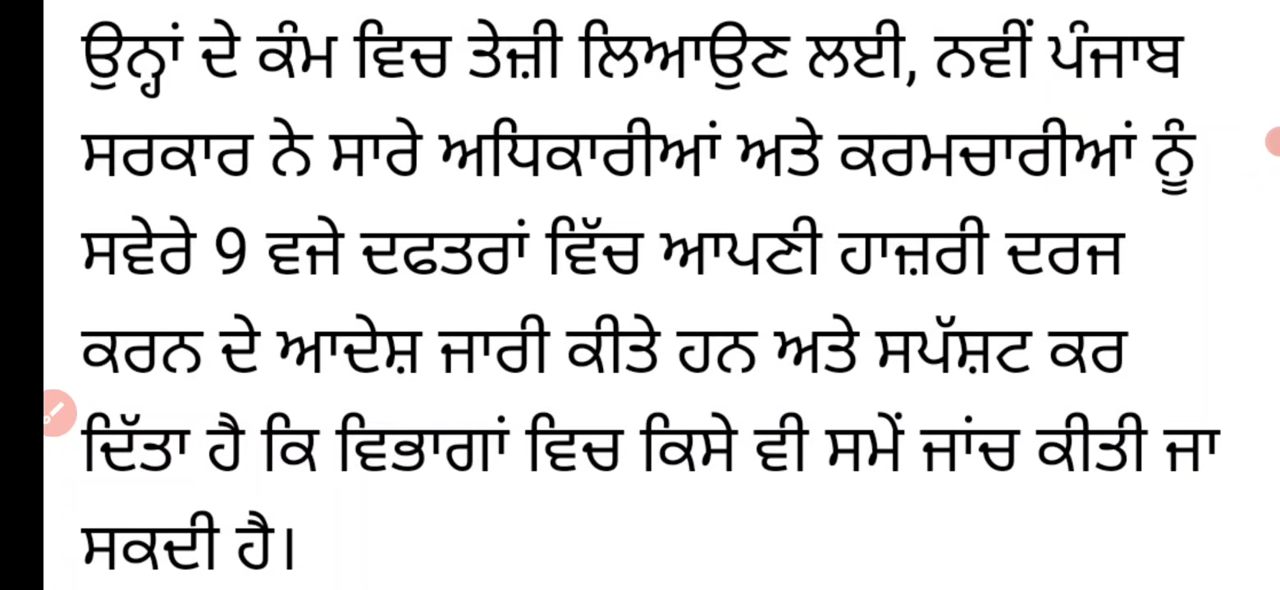 ਉਨ੍ਹਾਂ ਦੇ ਕੰਮ ਵਿਚ ਤੇਜ਼ੀ ਲਿਆਉਣ ਲਈ, ਨਵੀਂ ਪੰਜਾਬ
ਸਰਕਾਰ ਨੇ ਸਾਰੇ ਅਧਿਕਾਰੀਆਂ ਅਤੇ ਕਰਮਚਾਰੀਆਂ ਨੂੰ
ਸਵੇਰੇ 9 ਵਜੇ ਦਫਤਰਾਂ ਵਿੱਚ ਆਪਣੀ ਹਾਜ਼ਰੀ ਦਰਜ
ਕਰਨ ਦੇ ਆਦੇਸ਼ ਜਾਰੀ ਕੀਤੇ ਹਨ ਅਤੇ ਸਪੱਸ਼ਟ ਕਰ
ਦਿੱਤਾ ਹੈ ਕਿ ਵਿਭਾਗਾਂ ਵਿਚ ਕਿਸੇ ਵੀ ਸਮੇਂ ਜਾਂਚ ਕੀਤੀ ਜਾ
ਸਕਦੀ ਹੈ।